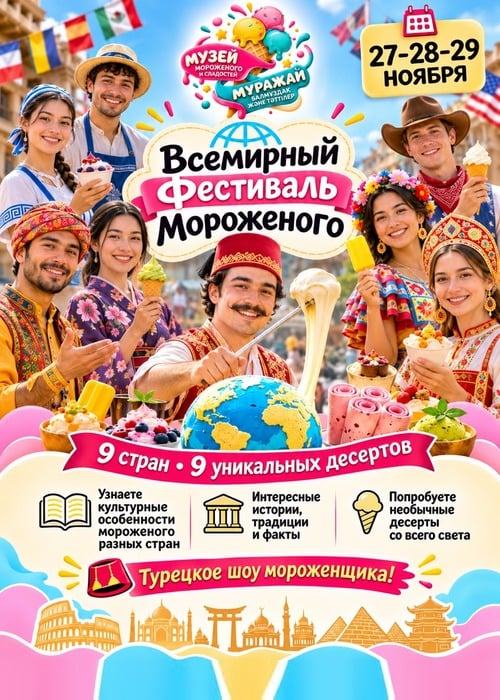 МУЗЕЙ
МОРОЖЕНОГО
И СЛАДОСТЕЙ
МУРАЖАЙ
БАЛМҰЗДАҚ
ЖӘНЕ ТӘТТІЛЕР
27-28-29
НОЯБРЯ
Всемирный
Фестиваль
Мороженого
9 стран • 9 уникальных десертов
Узнаете
культурные
особенности
мороженого
разных стран
Интересные
истории,
традиции
и факты
Попробуете
необычные
десерты
со всего света
Турецкое шоу мороженщика!